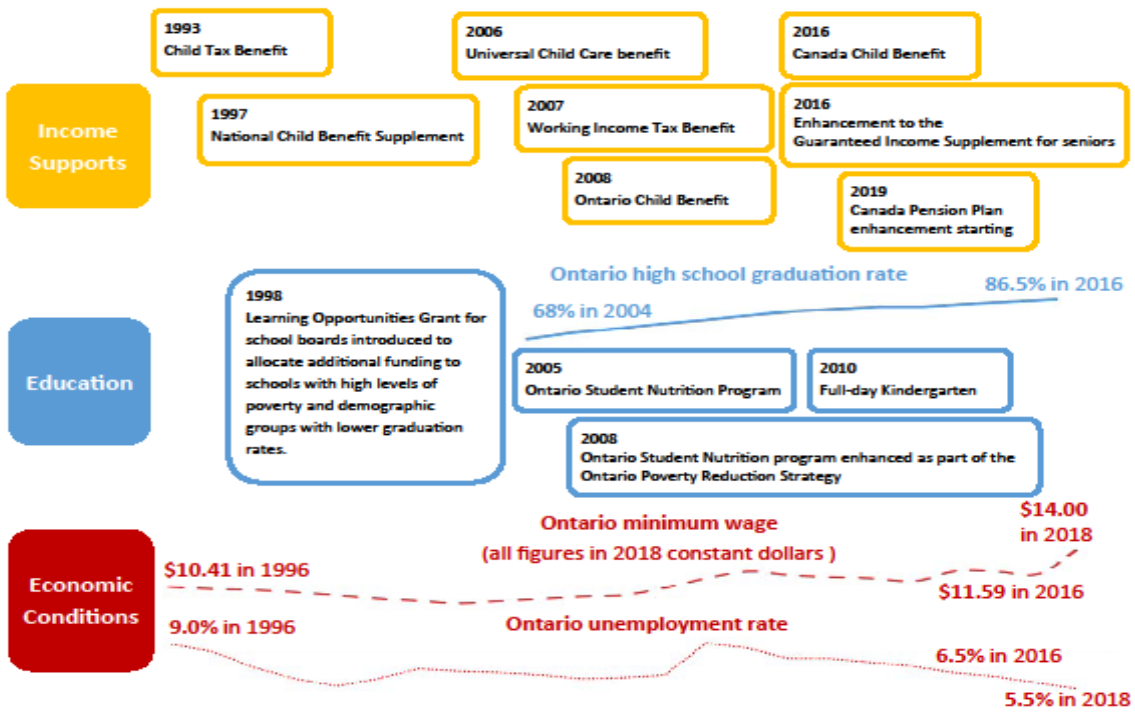 1993
Child Tax Benefit
2006
Universal Child Care benefit
2016
Canada Child Benefit
Income
Supports
1997
National Child Benefit Supplement
2007
Working Income Tax Benefit
2016
Enhancement to the
Guaranteed Income Supplement for seniors
2008
Ontario Child Benefit
2019
Canada Pension Plan
enhancement starting
Education
1998
Learning Opportunities Grant for
school boards introduced to
allocate additional funding to
schools with high levels of
poverty and demographic
groups with lower graduation
rates.
Ontario high school graduation rate
68% in 2004
86.5% in 2016
2005
Ontario Student Nutrition Program
2010
Full-day Kindergarten
2008
Ontario Student Nutrition program enhanced as part of the
Ontario Poverty Reduction Strategy
Economic
Conditions
Ontario minimum wage
(all figures in 2018 constant dollars )
$10.41 in 1996
$11.59 in 2016
$14.00
in 2018
Ontario unemployment rate
9.0% in 1996
6.5% in 2016
5.5% in 2018